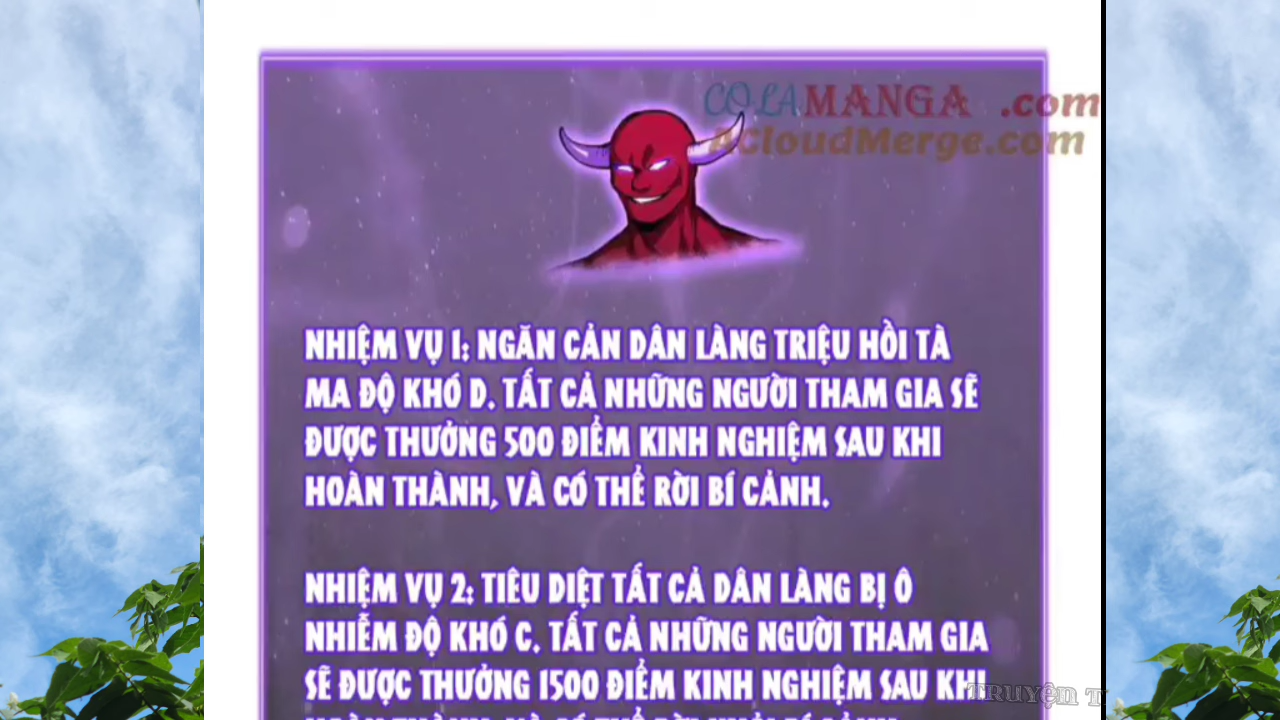 COLAMANGA .com
ACloudMerge.com
NHIỆM VỤ 1: NGĂN CẢN DÂN LÀNG TRIỆU HỒI TÀ
MA ĐỘ KHÓ D. TẤT CẢ NHỮNG NGƯỜI THAM GIA SẼ
ĐƯỢC THƯỞNG 500 ĐIỂM KINH NGHIỆM SAU KHI
HOÀN THÀNH, VÀ CÓ THỂ RỜI BÍ CẢNH.
NHIỆM VỤ 2: TIÊU DIỆT TẤT CẢ DÂN LÀNG BỊ Ô
NHIỄM ĐỘ KHÓ C. TẤT CẢ NHỮNG NGƯỜI THAM GIA
SẼ ĐƯỢC THƯỞNG 1500 ĐIỂM KINH NGHIỆM SAU KHI
TRUYỆN T